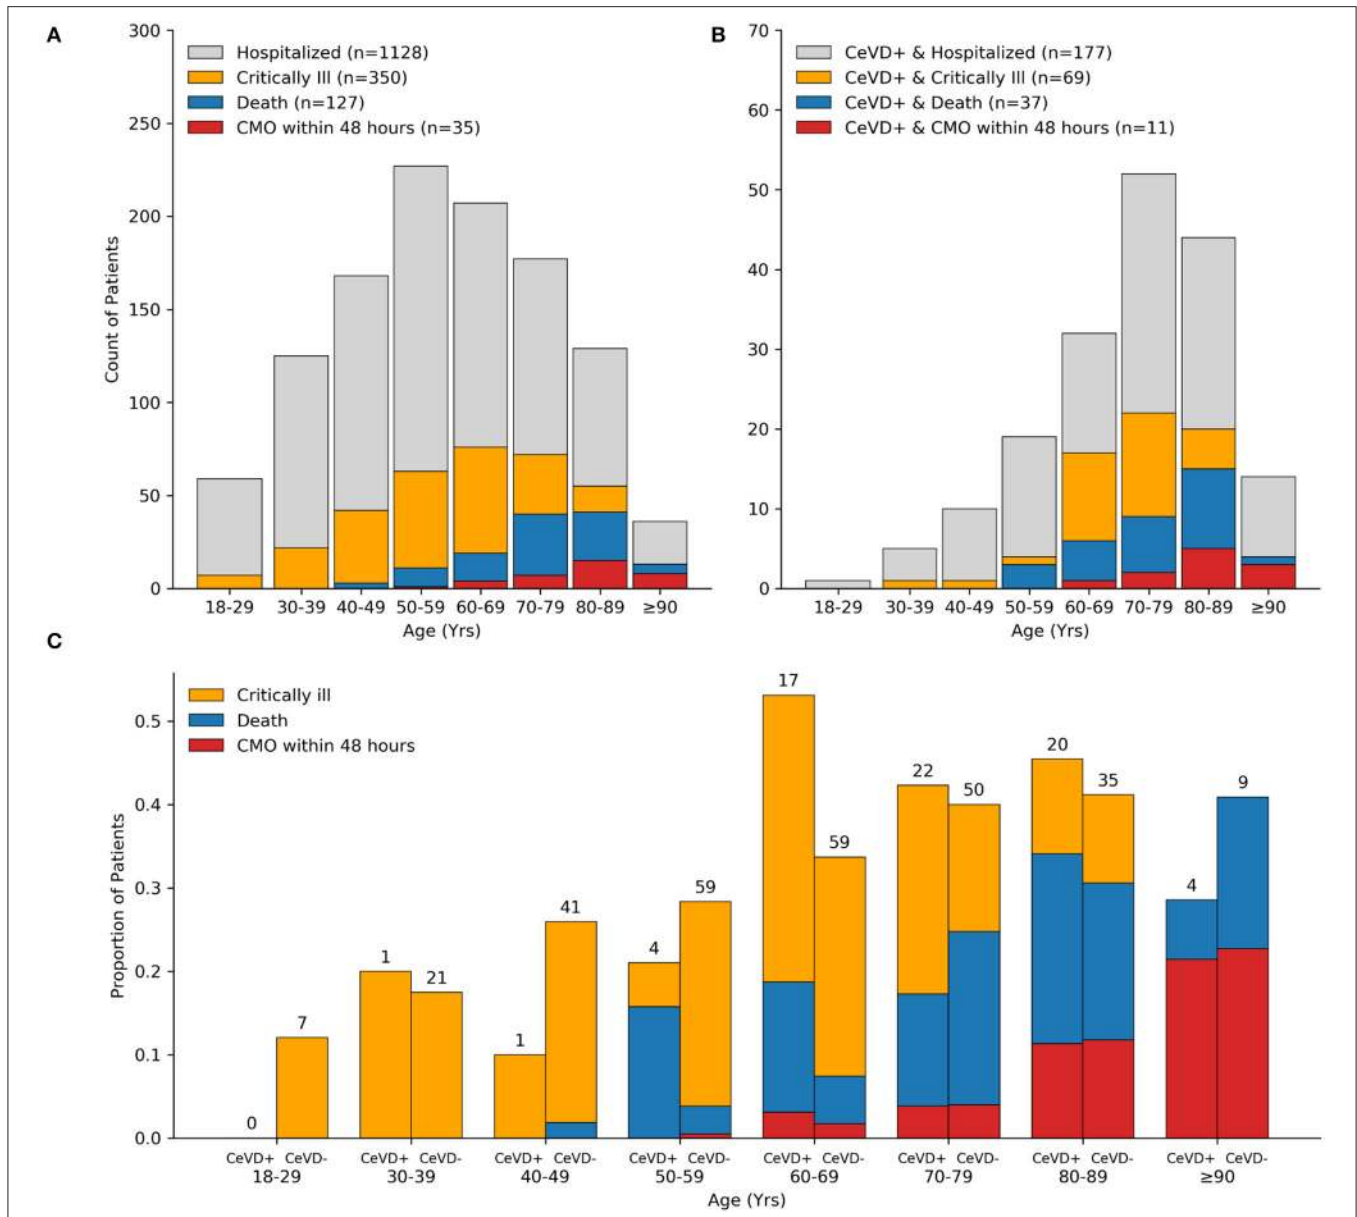 A
300
250
200
150
100
50
0
Count of Patients
Hospitalized (n=1128)
Critically Ill (n=350)
Death (n=127)
CMO within 48 hours (n=35)
18-29 30-39 40-49 50-59 60-69 70-79 80-89 ≥90
Age (Yrs)
B
70
60
50
40
30
20
10
0
CeVD+ & Hospitalized (n=177)
CeVD+ & Critically Ill (n=69)
CeVD+ & Death (n=37)
CeVD+ & CMO within 48 hours (n=11)
18-29 30-39 40-49 50-59 60-69 70-79 80-89 ≥90
Age (Yrs)
C
0.5
0.4
0.3
0.2
0.1
0.0
Proportion of Patients
Critically ill
Death
CMO within 48 hours
0 7 1 21 1 41 4 59 17 59 22 50 20 35 4 9
CeVD+ CeVD- CeVD+ CeVD- CeVD+ CeVD- CeVD+ CeVD- CeVD+ CeVD- CeVD+ CeVD- CeVD+ CeVD- CeVD+ CeVD-
18-29 30-39 40-49 50-59 60-69 70-79 80-89 ≥90
Age (Yrs)